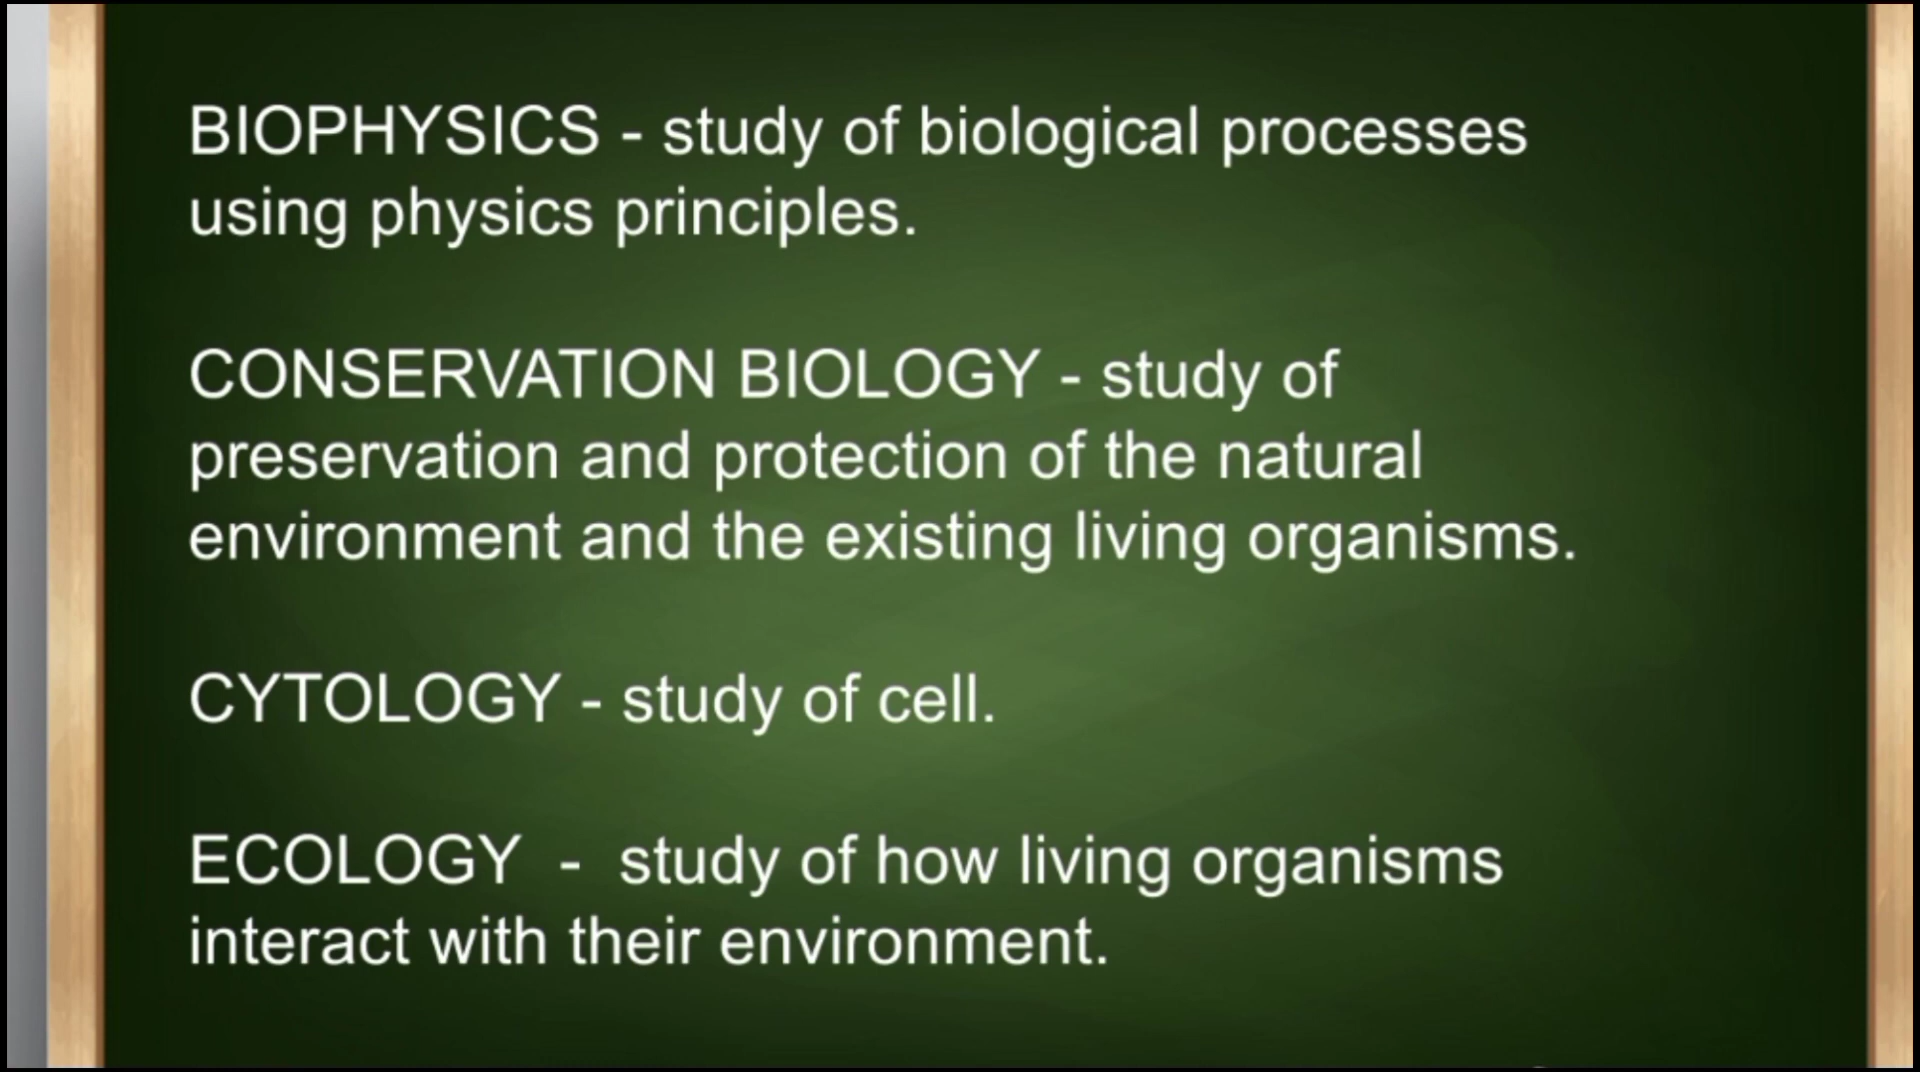 BIOPHYSICS - study of biological processes
using physics principles.
CONSERVATION BIOLOGY - study of
preservation and protection of the natural
environment and the existing living organisms.
CYTOLOGY - study of cell.
ECOLOGY  -  study of how living organisms
interact with their environment.